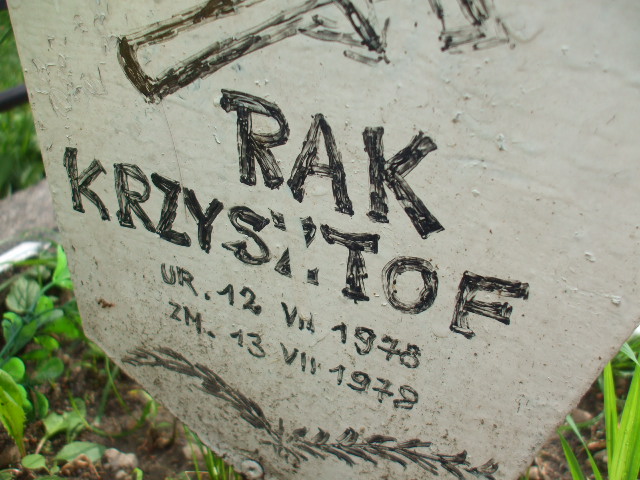 RAK
KRZYSZTOF
UR. 12 VII 1978
ZM. 13 VII 1979